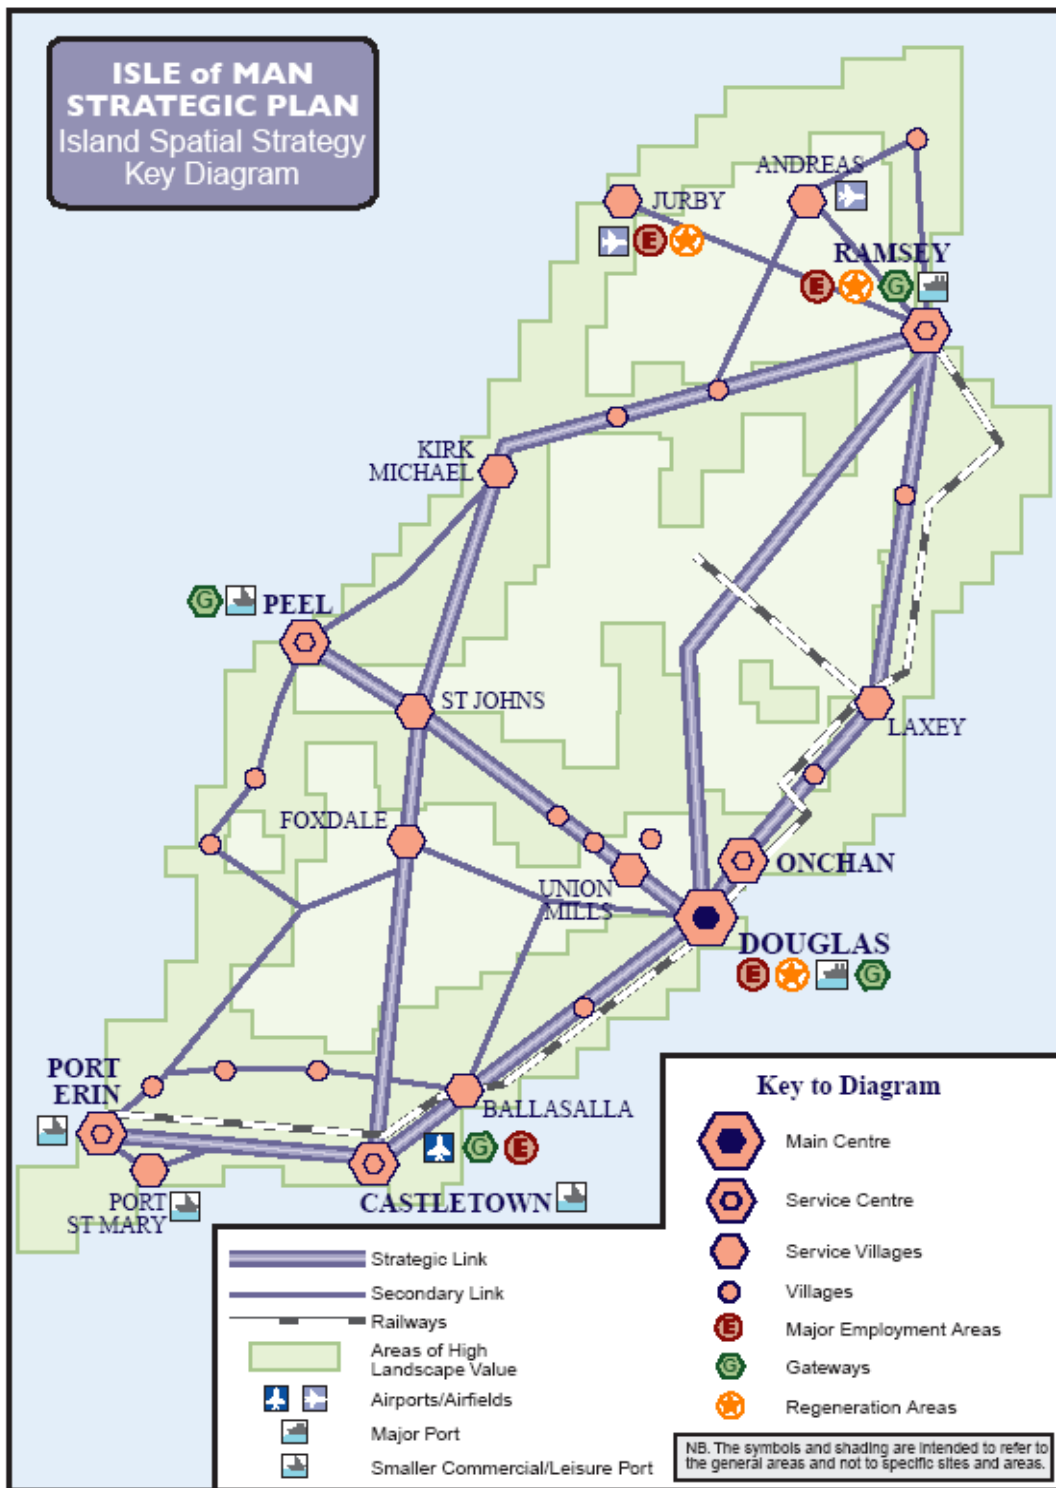 ISLE of MAN
STRATEGIC PLAN
Island Spatial Strategy
Key Diagram
ANDREAS
JURBY
E
RAMSEY
E
G
KIRK
MICHAEL
G
PEEL
ST JOHNS
LAXEY
FOXDALE
ONCHAN
UNION
MILLS
DOUGLAS
E
G
PORT
ERIN
BALLASALLA
G
E
PORT
ST MARY
CASTLETOWN
Strategic Link
Secondary Link
Railways
Areas of High
Landscape Value
Airports/Airfields
Major Port
Smaller Commercial/Leisure Port
Key to Diagram
Main Centre
Service Centre
Service Villages
Villages
E
Major Employment Areas
G
Gateways
Regeneration Areas
NB. The symbols and shading are intended to refer to
the general areas and not to specific sites and areas.